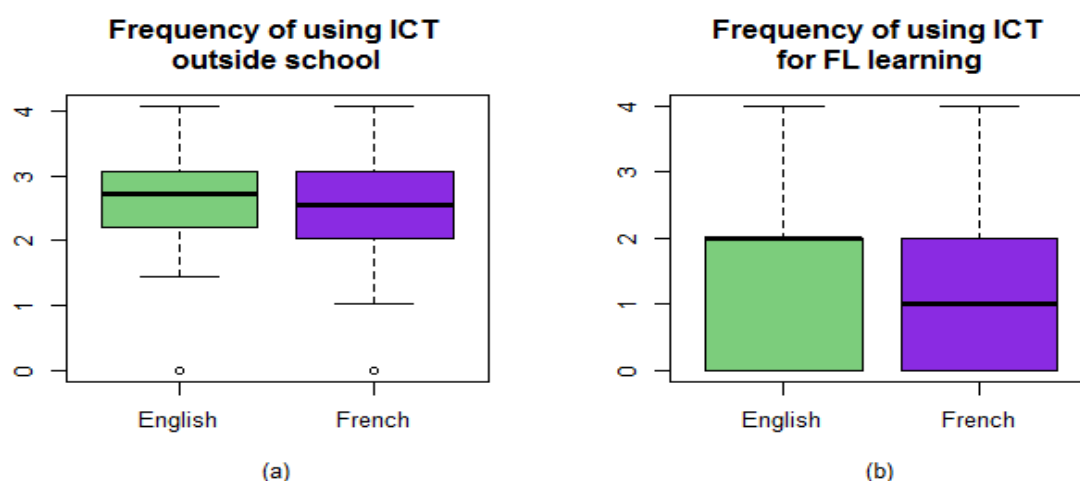 Frequency of using ICT
outside school
4
3
2
1
0
English French
(a)
Frequency of using ICT
for FL learning
4
3
2
1
0
English French
(b)